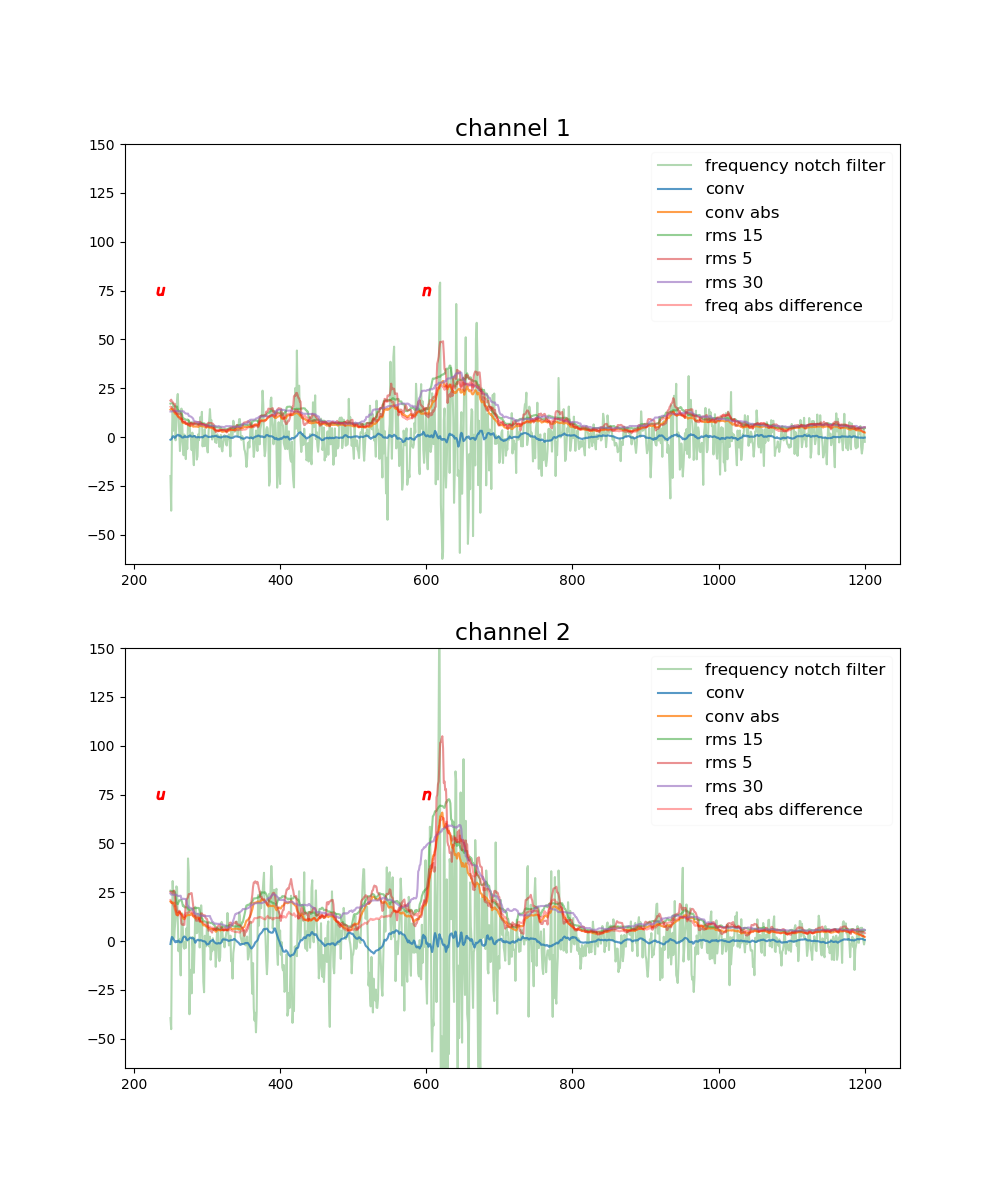 channel 1
150
125
100
75
50
25
0
−25
−50
u
n
frequency notch filter
conv
conv abs
rms 15
rms 5
rms 30
freq abs difference
200 400 600 800 1000 1200
channel 2
150
125
100
75
50
25
0
−25
−50
u
n
frequency notch filter
conv
conv abs
rms 15
rms 5
rms 30
freq abs difference
200 400 600 800 1000 1200